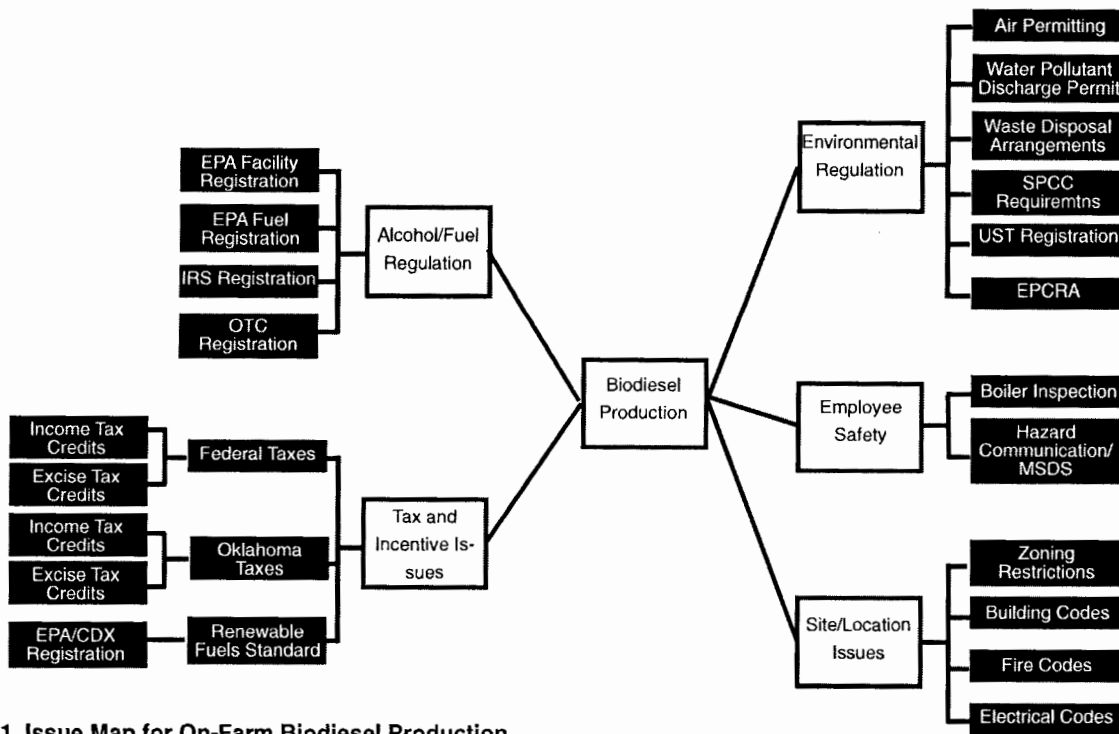 Air Permitting
Water Pollutant
Discharge Permit
Waste Disposal
Arrangements
SPCC
Requiremtns
UST Registration
EPCRA
Environmental
Regulation
EPA Facility
Registration
EPA Fuel
Registration
IRS Registration
OTC
Registration
Alcohol/Fuel
Regulation
Biodiesel
Production
Employee
Safety
Boiler Inspection
Hazard
Communication/
MSDS
Income Tax
Credits
Excise Tax
Credits
Federal Taxes
Income Tax
Credits
Excise Tax
Credits
Oklahoma
Taxes
EPA/CDX
Registration
Renewable
Fuels Standard
Tax and
Incentive Is-
sues
Site/Location
Issues
Zoning
Restrictions
Building Codes
Fire Codes
Electrical Codes
1. Issue Map for On-Farm Biodiesel Production